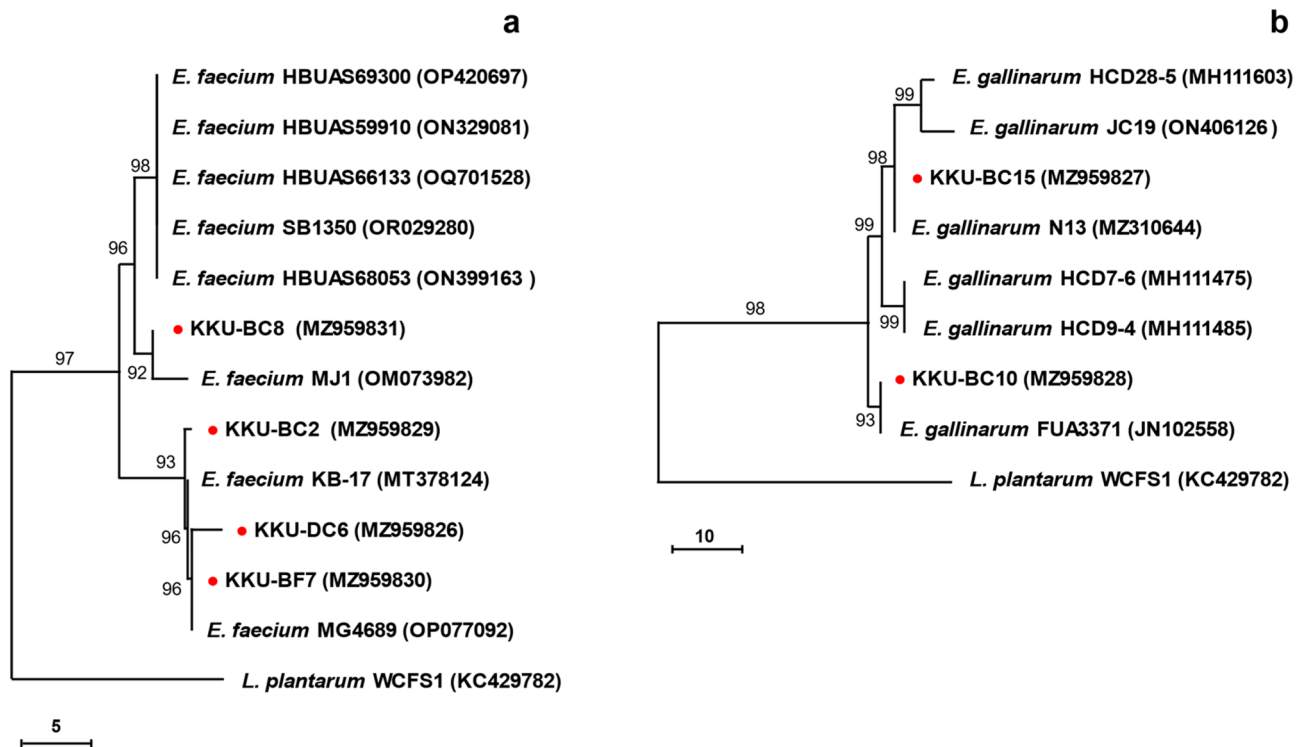 a
E. faecium HBUAS69300 (OP420697)
E. faecium HBUAS59910 (ON329081)
98
E. faecium HBUAS66133 (OQ701528)
E. faecium SB1350 (OR029280)
96
E. faecium HBUAS68053 (ON399163 )
KKU-BC8 (MZ959831)
97
92
E. faecium MJ1 (OM073982)
KKU-BC2 (MZ959829)
93
E. faecium KB-17 (MT378124)
96
KKU-DC6 (MZ959826)
96
KKU-BF7 (MZ959830)
E. faecium MG4689 (OP077092)
L. plantarum WCFS1 (KC429782)
5
b
E. gallinarum HCD28-5 (MH111603)
99
E. gallinarum JC19 (ON406126 )
98
KKU-BC15 (MZ959827)
99
E. gallinarum N13 (MZ310644)
E. gallinarum HCD7-6 (MH111475)
98
99
E. gallinarum HCD9-4 (MH111485)
KKU-BC10 (MZ959828)
93
E. gallinarum FUA3371 (JN102558)
L. plantarum WCFS1 (KC429782)
10